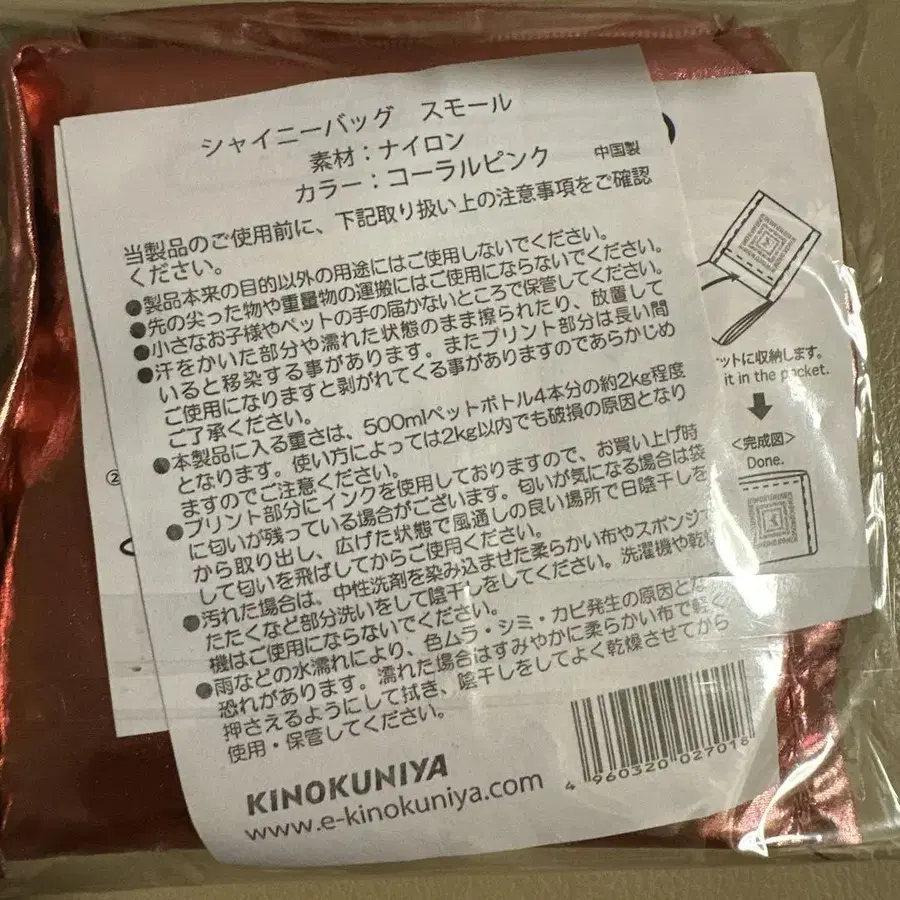 シャイニーバッグ　スモール
素材：ナイロン
カラー：コーラルピンク　中国製
当製品のご使用前に、下記取り扱い上の注意事項をご確認
ください。
●製品本来の目的以外の用途にはご使用しないでください。
●先の尖った物や重量物の運搬にはご使用にならないでください。
●小さなお子様やペットの手の届かないところで保管してください。
●汗をかいた部分や濡れた状態のまま擦られたり、放置して
いると移染する事があります。またプリント部分は長い間
ご使用になりますと剥がれてくる事がありますのであらかじめ
ご了承ください。
●本製品に入る重さは、500mlペットボトル4本分の約2kg程度
となります。使い方によっては2kg以内でも破損の原因となり
ますのでご注意ください。
●プリント部分にインクを使用しておりますので、お買い上げ時
に匂いが残っている場合がございます。匂いが気になる場合は袋
から取り出し、広げた状態で風通しの良い場所で日陰干しを
して匂いを飛ばしてからご使用ください。
●汚れた場合は、中性洗剤を染み込ませた柔らかい布やスポンジで
たたくなど部分洗いをして陰干しをしてください。洗濯機や乾
機はご使用にならないでください。
●雨などの水濡れにより、色ムラ・シミ・カビ発生の原因とな
恐れがあります。濡れた場合はすみやかに柔らかい布で軽く
押さえるようにして拭き、陰干しをしてよく乾燥させてから
使用・保管してください。
KINOKUNIYA
www.e-kinokuniya.com
4 960320 027018
②
ットに収納します。
it in the pocket.
＜完成図＞
Done.
KINOKUNIYA